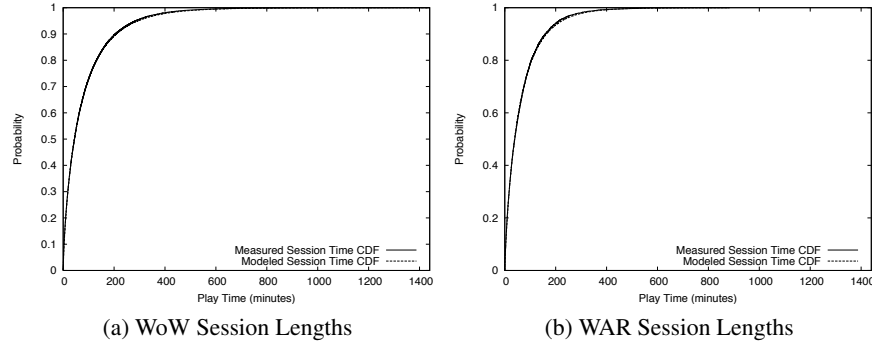 1
0.9
0.8
0.7
0.6
0.5
0.4
0.3
0.2
0.1
0
Probability
0 200 400 600 800 1000 1200 1400
Play Time (minutes)
Measured Session Time CDF
Modeled Session Time CDF
(a) WoW Session Lengths
1
0.8
0.6
0.4
0.2
0
Probability
0 200 400 600 800 1000 1200 1400
Play Time (minutes)
Measured Session Time CDF
Modeled Session Time CDF
(b) WAR Session Lengths